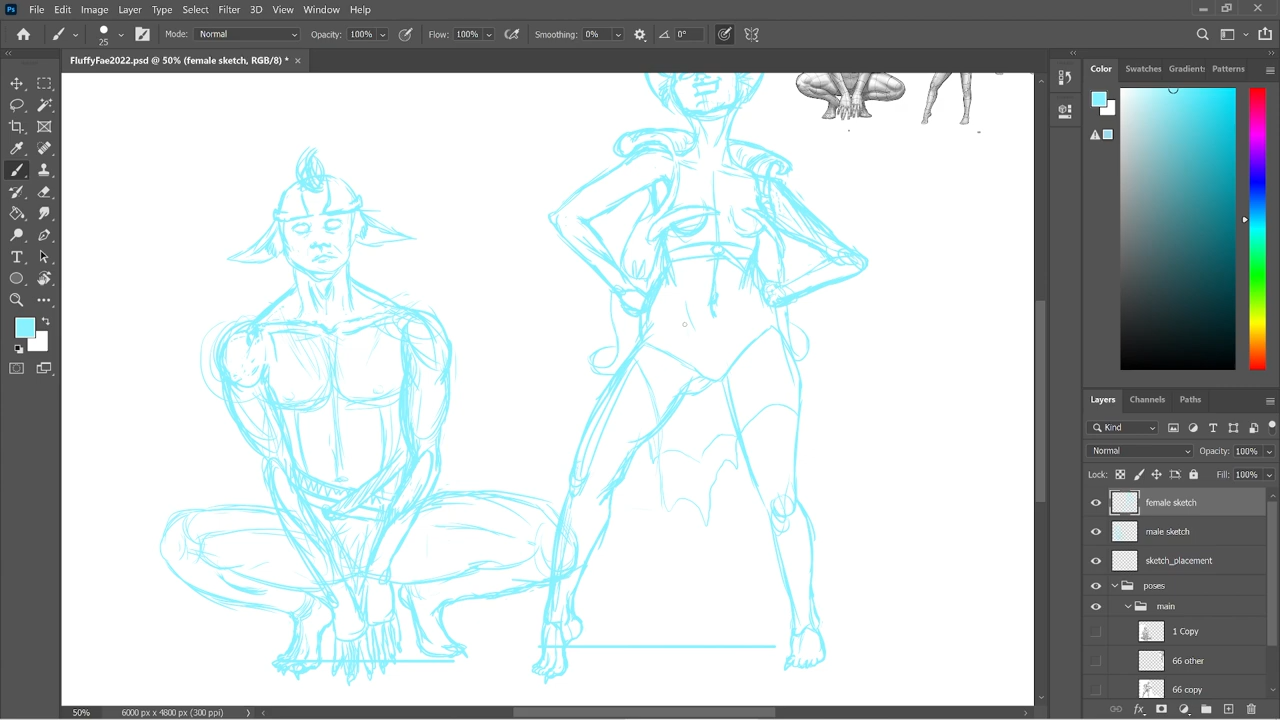 Ps File Edit Image Layer Type Select Filter 3D View Window Help
25 Mode: Normal Opacity: 100% Flow: 100% Smoothing: 0% 0°
FluffyFae2022.psd @ 50% (female sketch, RGB/8) * ×
Color Swatches Gradients Patterns
Layers Channels Paths
Kind
Normal Opacity: 100%
Lock: Fill: 100%
female sketch
male sketch
sketch_placement
poses
main
1 Copy
66 other
66 copy
50% 6000 px x 4800 px (300 ppi)